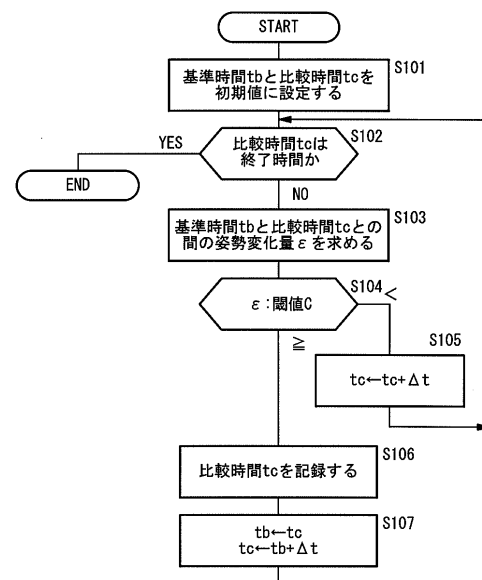 START
基準時間tbと比較時間tcを
初期値に設定する
S101
比較時間tcは
終了時間か
S102
YES
END
NO
基準時間tbと比較時間tcとの
間の姿勢変化量εを求める
S103
ε:閾値C
S104
<
≧
tc←tc+Δt
S105
比較時間tcを記録する
S106
tb←tc
tc←tb+Δt
S107